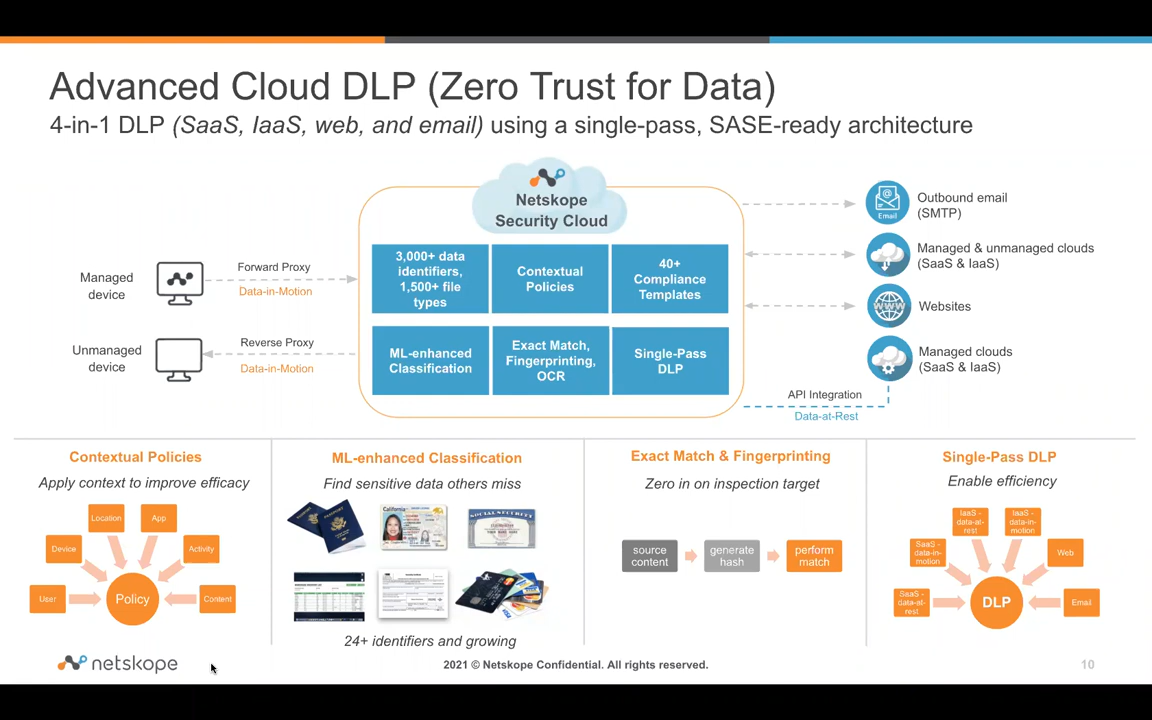 Advanced Cloud DLP (Zero Trust for Data)
4-in-1 DLP (SaaS, IaaS, web, and email) using a single-pass, SASE-ready architecture
Netskope
Security Cloud
3,000+ data
identifiers,
1,500+ file
types
Contextual
Policies
40+
Compliance
Templates
ML-enhanced
Classification
Exact Match,
Fingerprinting,
OCR
Single-Pass
DLP
Managed
device
Forward Proxy
Data-in-Motion
Unmanaged
device
Reverse Proxy
Data-in-Motion
Email
Outbound email
(SMTP)
Managed & unmanaged clouds
(SaaS & IaaS)
WWW
Websites
Managed clouds
(SaaS & IaaS)
API Integration
Data-at-Rest
Contextual Policies
Apply context to improve efficacy
Location
App
Device
Activity
User
Policy
Content
ML-enhanced Classification
Find sensitive data others miss
PASSPORT
California
SOCIAL SECURITY
VISA
24+ identifiers and growing
Exact Match & Fingerprinting
Zero in on inspection target
source
content
generate
hash
perform
match
Single-Pass DLP
Enable efficiency
IaaS -
data-at-
rest
IaaS -
data-in-
motion
SaaS -
data-in-
motion
Web
SaaS -
data-at-
rest
DLP
Email
netskope
2021 © Netskope Confidential. All rights reserved.
10